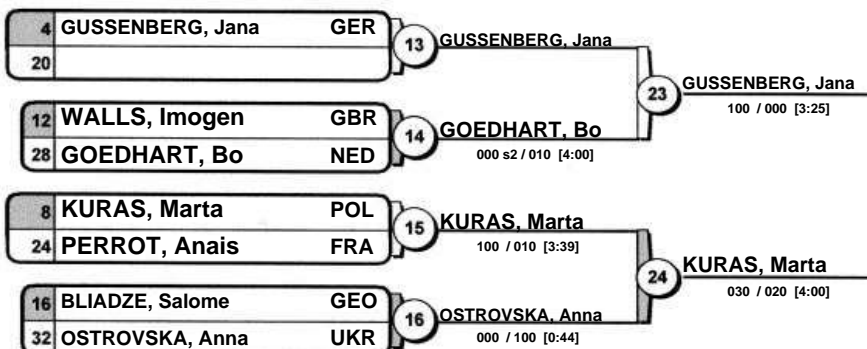 4 GUSSENBERG, Jana GER
20
13
GUSSENBERG, Jana
12 WALLS, Imogen GBR
28 GOEDHART, Bo NED
14
GOEDHART, Bo
000 s2 / 010 [4:00]
23
GUSSENBERG, Jana
100 / 000 [3:25]
8 KURAS, Marta POL
24 PERROT, Anais FRA
15
KURAS, Marta
100 / 010 [3:39]
16 BLIADZE, Salome GEO
32 OSTROVSKA, Anna UKR
16
OSTROVSKA, Anna
000 / 100 [0:44]
24
KURAS, Marta
030 / 020 [4:00]